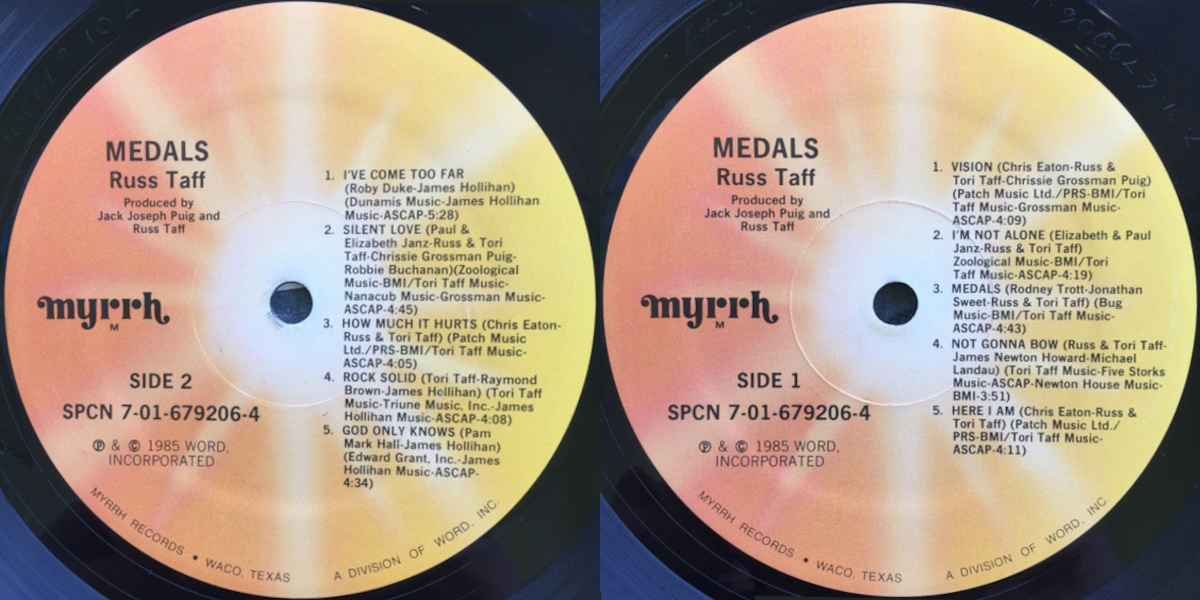 MEDALS
Russ Taff
Produced by
Jack Joseph Puig and
Russ Taff
myrrh
M
SIDE 2
SPCN 7-01-679206-4
℗ & © 1985 WORD,
INCORPORATED
1. I'VE COME TOO FAR
(Roby Duke-James Hollihan)
(Dunamis Music-James Hollihan
Music-ASCAP-5:28)
2. SILENT LOVE (Paul &
Elizabeth Janz-Russ & Tori
Taff-Chrissie Grossman Puig-
Robbie Buchanan)(Zoological
Music-BMI/Tori Taff Music-
Nanacub Music-Grossman Music-
ASCAP-4:45)
3. HOW MUCH IT HURTS (Chris Eaton-
Russ & Tori Taff) (Patch Music
Ltd./PRS-BMI/Tori Taff Music-
ASCAP-4:05)
4. ROCK SOLID (Tori Taff-Raymond
Brown-James Hollihan) (Tori Taff
Music-Triune Music, Inc.-James
Hollihan Music-ASCAP-4:08)
5. GOD ONLY KNOWS (Pam
Mark Hall-James Hollihan)
(Edward Grant, Inc.-James
Hollihan Music-ASCAP-
4:34)
MYRRH RECORDS • WACO, TEXAS A DIVISION OF WORD, INC.
MEDALS
Russ Taff
Produced by
Jack Joseph Puig and
Russ Taff
myrrh
M
SIDE 1
SPCN 7-01-679206-4
℗ & © 1985 WORD,
INCORPORATED
1. VISION (Chris Eaton-Russ &
Tori Taff-Chrissie Grossman Puig)
(Patch Music Ltd./PRS-BMI/Tori
Taff Music-Grossman Music-
ASCAP-4:09)
2. I'M NOT ALONE (Elizabeth & Paul
Janz-Russ & Tori Taff)
Zoological Music-BMI/Tori
Taff Music-ASCAP-4:19)
3. MEDALS (Rodney Trott-Jonathan
Sweet-Russ & Tori Taff) (Bug
Music-BMI/Tori Taff Music-
ASCAP-4:43)
4. NOT GONNA BOW (Russ & Tori Taff-
James Newton Howard-Michael
Landau) (Tori Taff Music-Five Storks
Music-ASCAP-Newton House Music-
BMI-3:51)
5. HERE I AM (Chris Eaton-Russ &
Tori Taff) (Patch Music Ltd./
PRS-BMI/Tori Taff Music-
ASCAP-4:11)
MYRRH RECORDS • WACO, TEXAS A DIVISION OF WORD, INC.